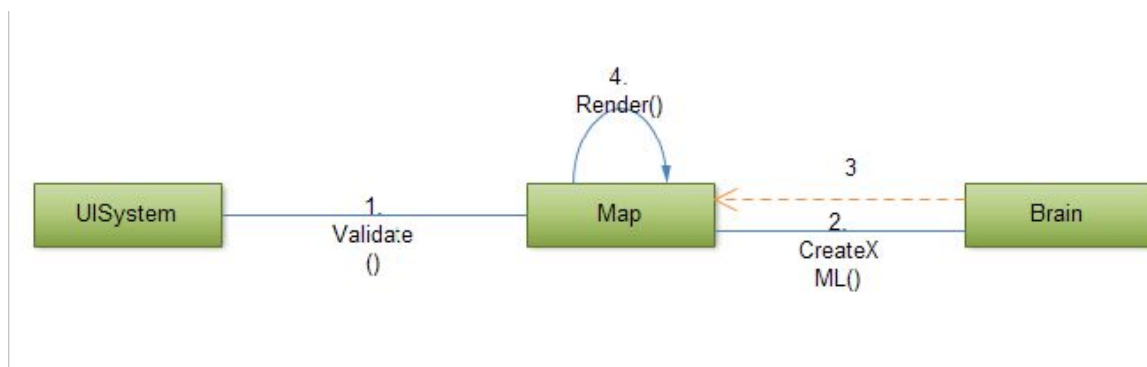 4.
Render()
3
UISystem
1.
Validate
()
Map
2.
CreateX
ML()
Brain